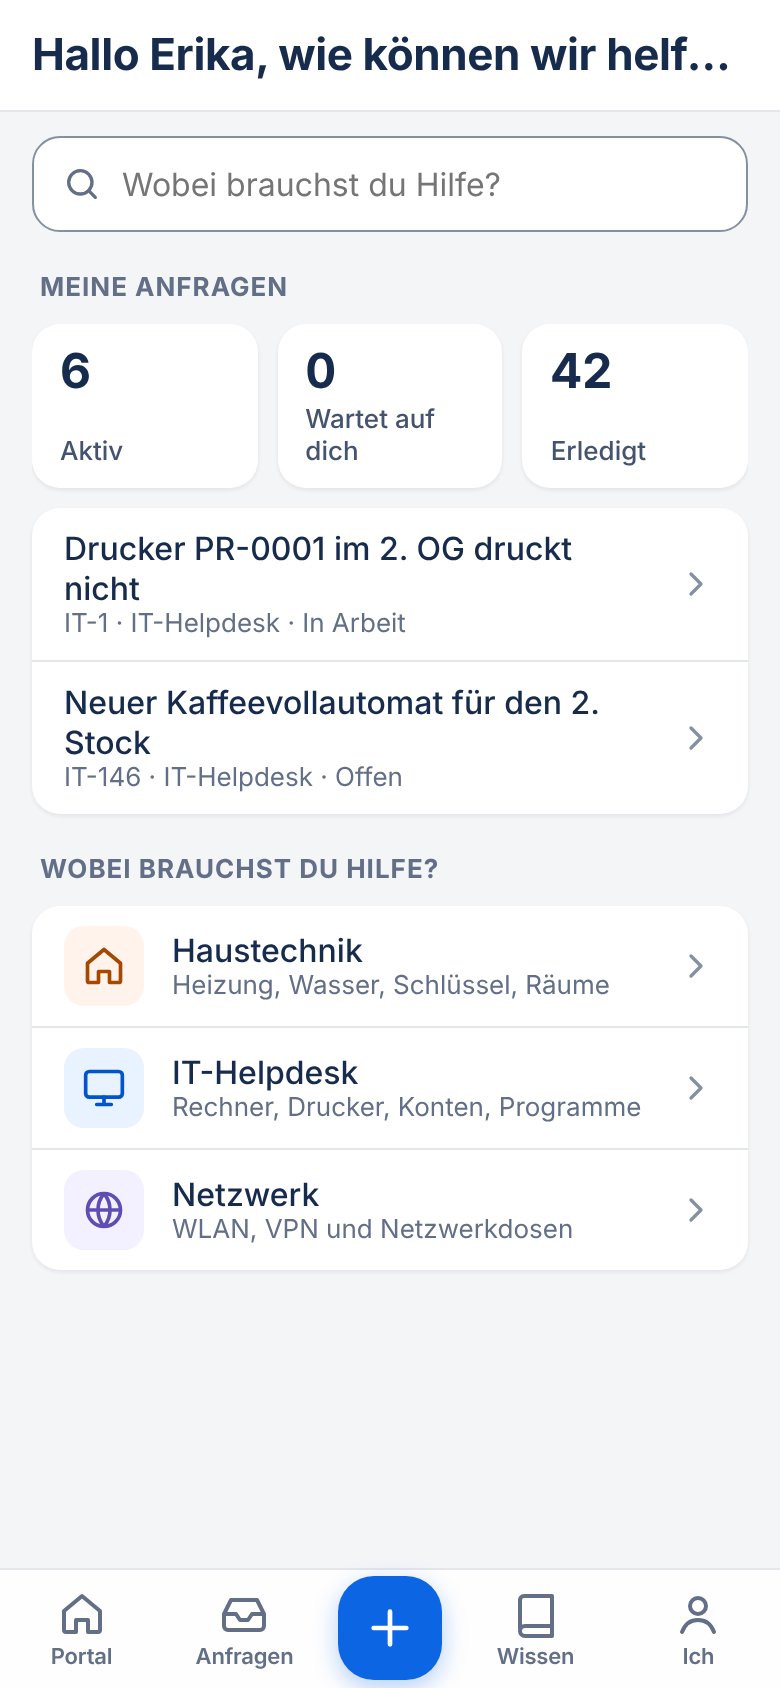 Hallo Erika, wie können wir helf...
Wobei brauchst du Hilfe?
MEINE ANFRAGEN
6
Aktiv
0
Wartet auf
dich
42
Erledigt
Drucker PR-0001 im 2. OG druckt
nicht
IT-1 · IT-Helpdesk · In Arbeit
Neuer Kaffeevollautomat für den 2.
Stock
IT-146 · IT-Helpdesk · Offen
WOBEI BRAUCHST DU HILFE?
Haustechnik
Heizung, Wasser, Schlüssel, Räume
IT-Helpdesk
Rechner, Drucker, Konten, Programme
Netzwerk
WLAN, VPN und Netzwerkdosen
Portal
Anfragen
Wissen
Ich